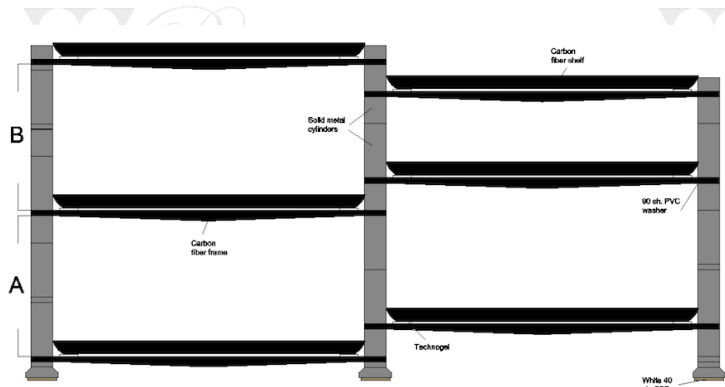 Carbon
fiber shelf
B
Solid metal
cylinders
90 sh. PVC
washer
Carbon
fiber frame
A
Technogel
White 40